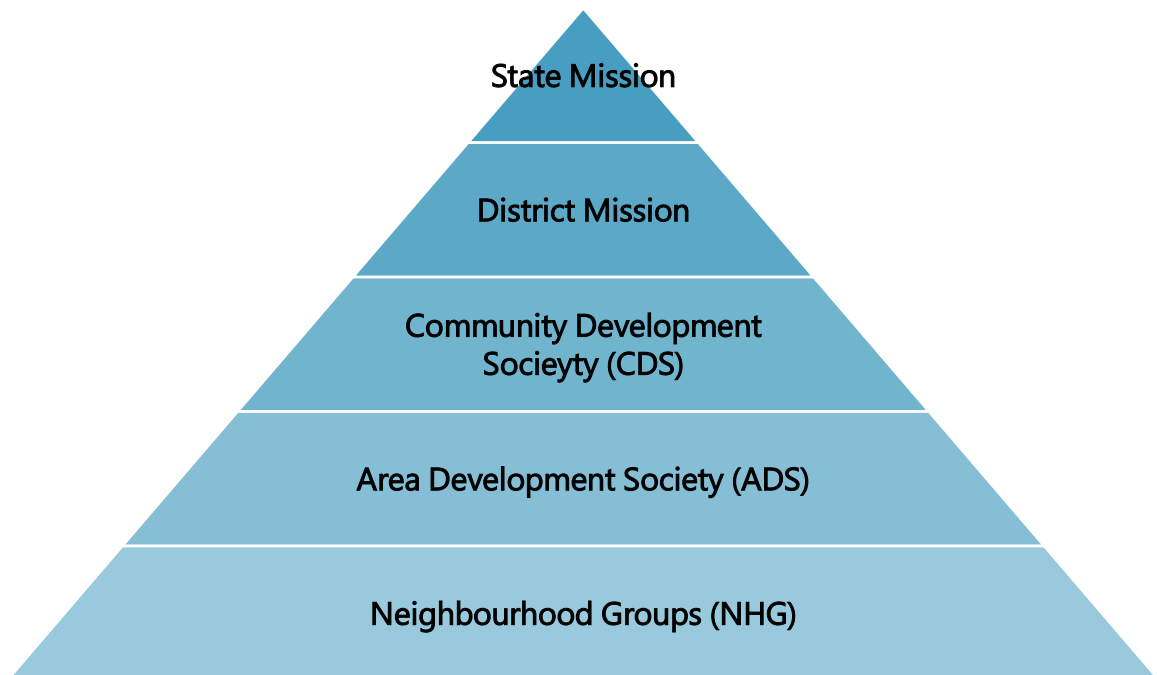 State Mission
District Mission
Community Development
Socieyty (CDS)
Area Development Society (ADS)
Neighbourhood Groups (NHG)